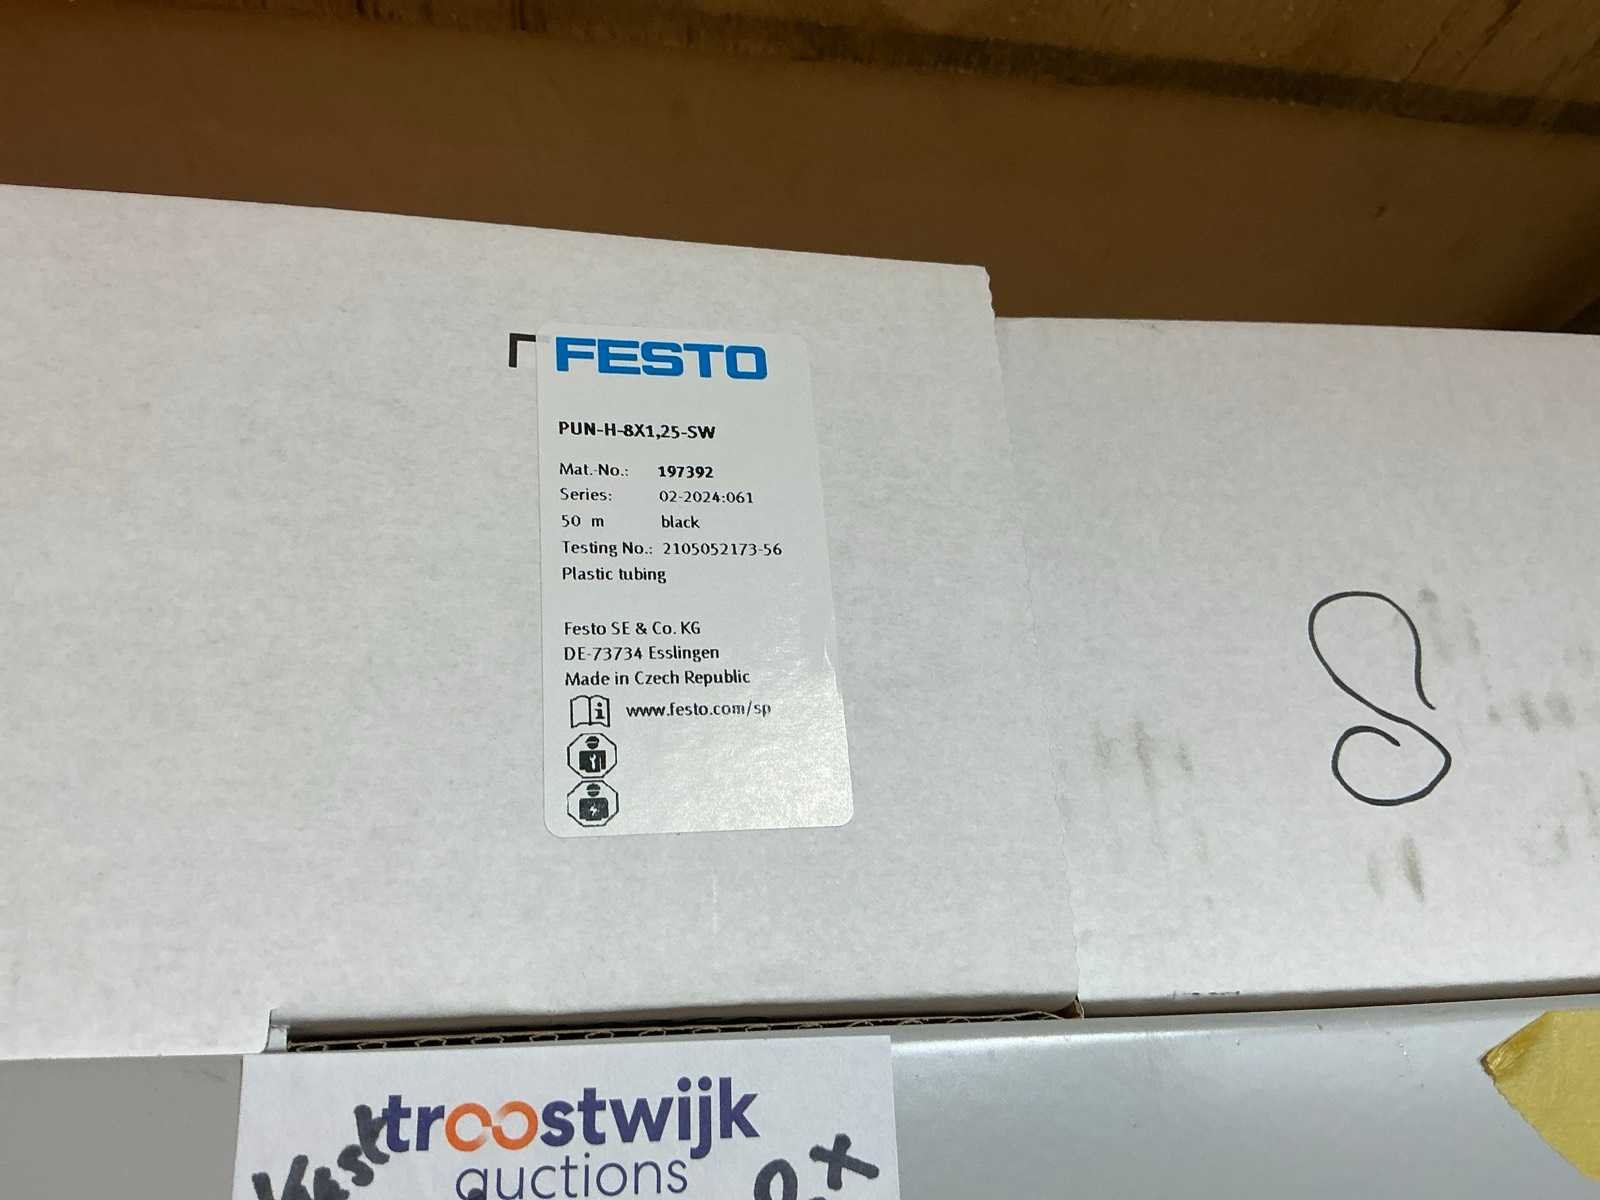 FESTO
PUN-H-8X1,25-SW
Mat.-No.: 197392
Series: 02-2024:061
50 m black
Testing No.: 2105052173-56
Plastic tubing
Festo SE & Co. KG
DE-73734 Esslingen
Made in Czech Republic
www.festo.com/sp
8
troostwijk
auctions